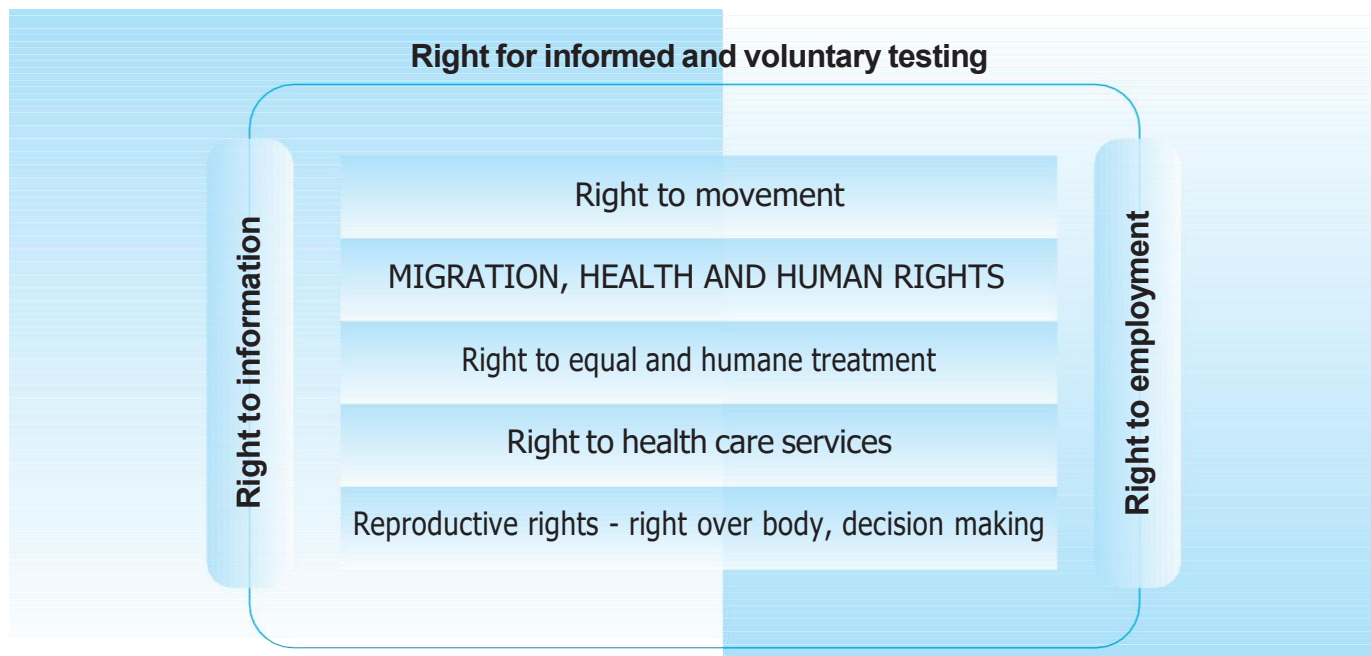 Right for informed and voluntary testing
Right to information
Right to movement
MIGRATION, HEALTH AND HUMAN RIGHTS
Right to equal and humane treatment
Right to health care services
Reproductive rights - right over body, decision making
Right to employment